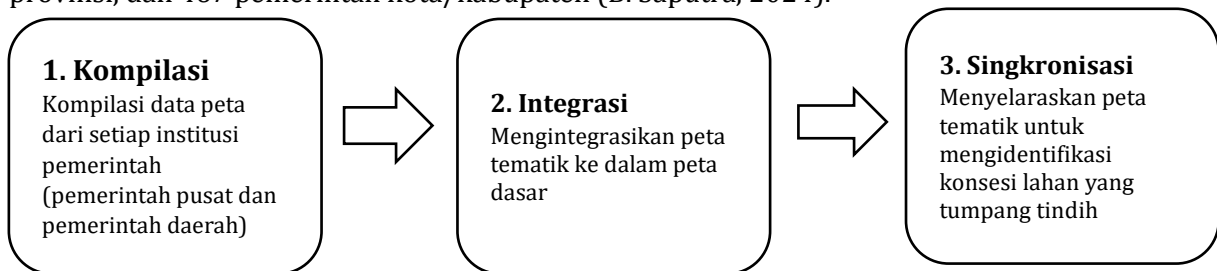 provinsi, dan 487 pemerintah kota/kabupaten (B. Saputra, 2024).
1. Kompilasi
Kompilasi data peta
dari setiap institusi
pemerintah
(pemerintah pusat dan
pemerintah daerah)
2. Integrasi
Mengintegrasikan peta
tematik ke dalam peta
dasar
3. Singkronisasi
Menyelaraskan peta
tematik untuk
mengidentifikasi
konsesi lahan yang
tumpang tindih